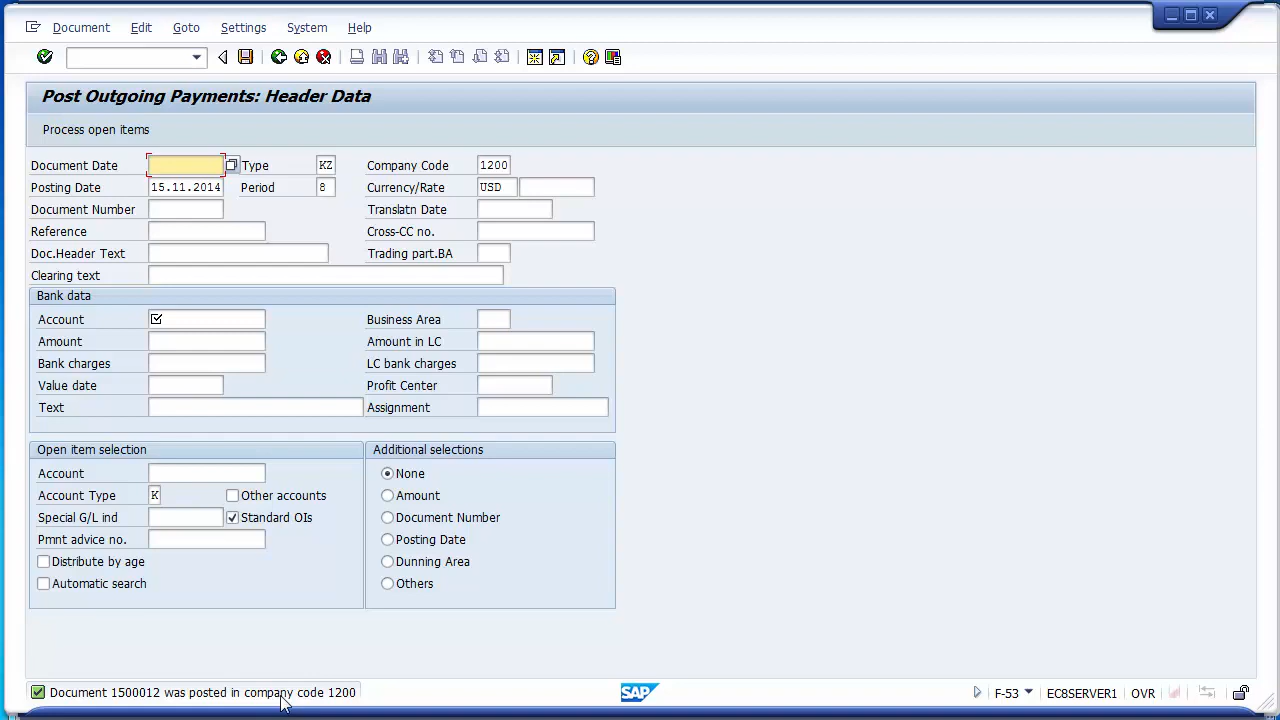 Document Edit Goto Settings System Help
Post Outgoing Payments: Header Data
Process open items
Document Date Type KZ Company Code 1200
Posting Date 15.11.2014 Period 8 Currency/Rate USD
Document Number Translatn Date
Reference Cross-CC no.
Doc.Header Text Trading part.BA
Clearing text
Bank data
Account Business Area
Amount Amount in LC
Bank charges LC bank charges
Value date Profit Center
Text Assignment
Open item selection Additional selections
Account None
Account Type K Other accounts Amount
Special G/L ind Standard OIs Document Number
Pmnt advice no. Posting Date
Distribute by age Dunning Area
Automatic search Others
Document 1500012 was posted in company code 1200 SAP F-53 ECSSERVER1 OVR